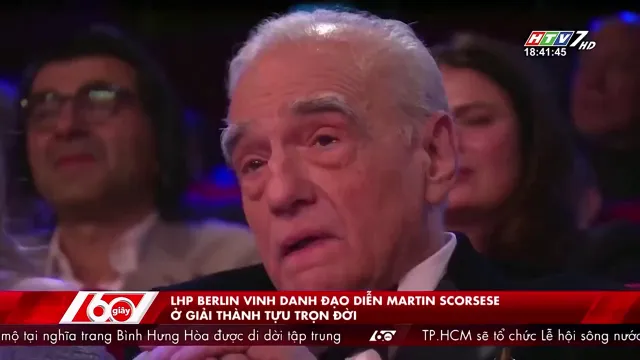 HTV7HD
18:41:45
60 giây
LHP BERLIN VINH DANH ĐẠO DIỄN MARTIN SCORSESE
Ở GIẢI THÀNH TỰU TRỌN ĐỜI
mộ tại nghĩa trang Bình Hưng Hòa được di dời tập trung 60 TP.HCM sẽ tổ chức Lễ hội sông nước